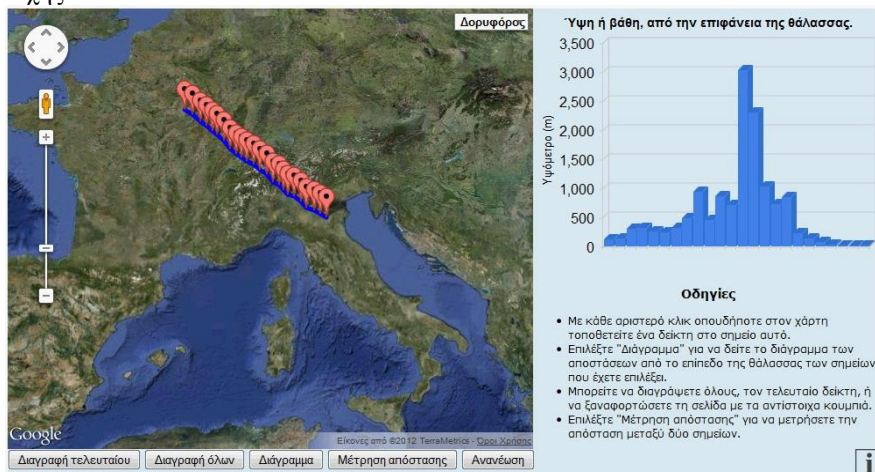 Δορυφόρος
Ύψη ή βάθη, από την επιφάνεια της θάλασσας.
3,500
3,000
2,500
2,000
1,500
1,000
500
0
Υψόμετρο (m)
Οδηγίες
• Με κάθε αριστερό κλικ οπουδήποτε στον χάρτη
τοποθετείτε ένα δείκτη στο σημείο αυτό.
• Επιλέξτε "Διάγραμμα" για να δείτε το διάγραμμα των
αποστάσεων από το επίπεδο της θάλασσας των σημείων
που έχετε επιλέξει.
• Μπορείτε να διαγράψετε όλους, τον τελευταίο δείκτη, ή
να ξαναφορτώσετε τη σελίδα με τα αντίστοιχα κουμπιά.
• Επιλέξτε "Μέτρηση απόστασης" για να μετρήσετε την
απόσταση μεταξύ δύο σημείων.
Google
Εικόνες από ©2012 TerraMetrics - Όροι Χρήσης
Διαγραφή τελευταίου
Διαγραφή όλων
Διάγραμμα
Μέτρηση απόστασης
Ανανέωση
i